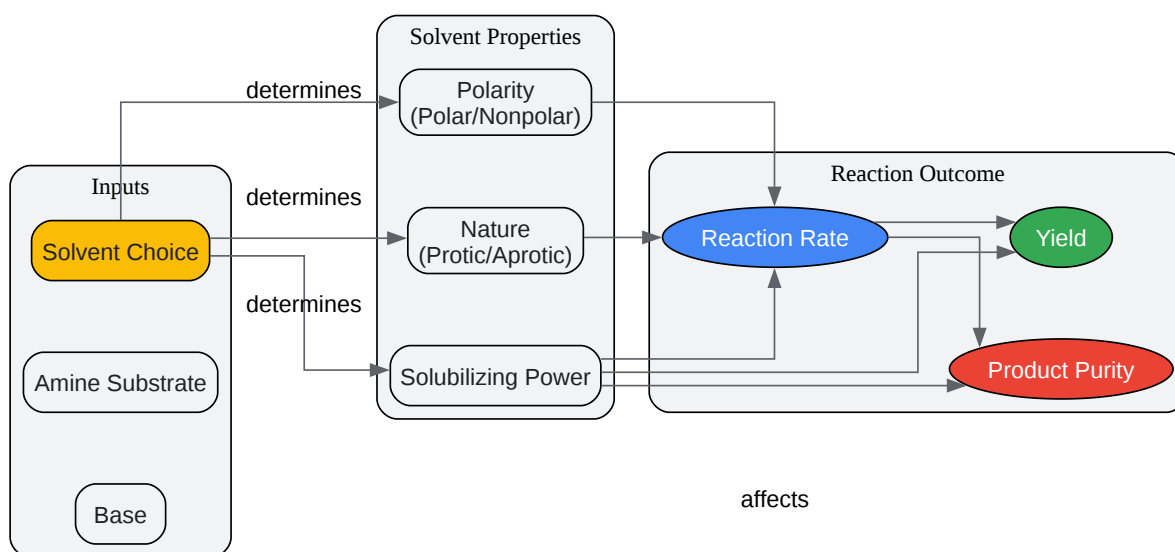 Solvent Properties
determines
Polarity
(Polar/Nonpolar)
Inputs
Reaction Outcome
determines
Solvent Choice
Nature
(Protic/Aprotic)
Reaction Rate
Yield
determines
Amine Substrate
Solubilizing Power
Product Purity
Base
affects